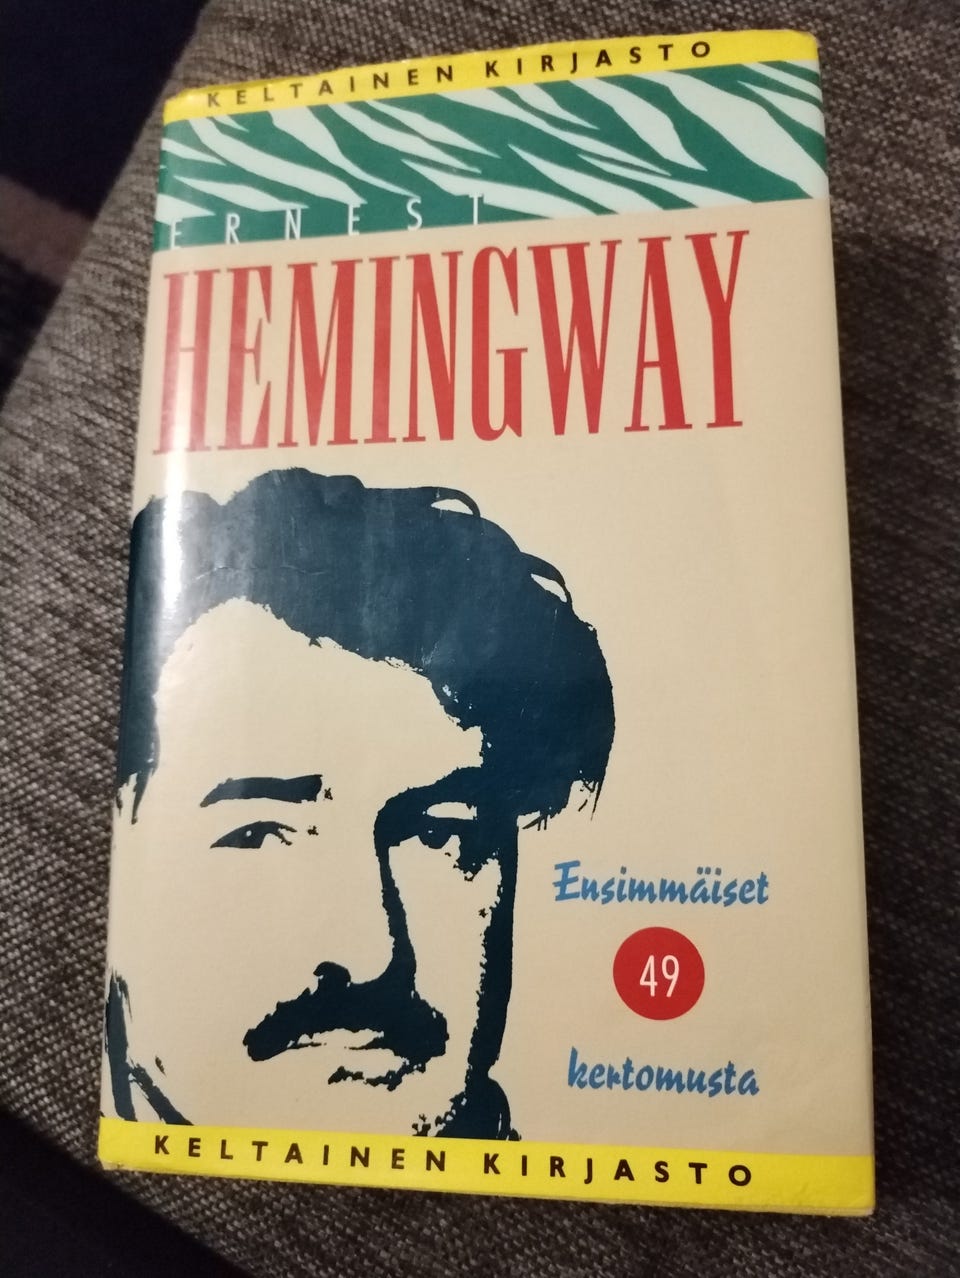 KELTAINEN KIRJASTO
ERNEST
HEMINGWAY
Ensimmäiset
49
kertomusta
KELTAINEN KIRJASTO